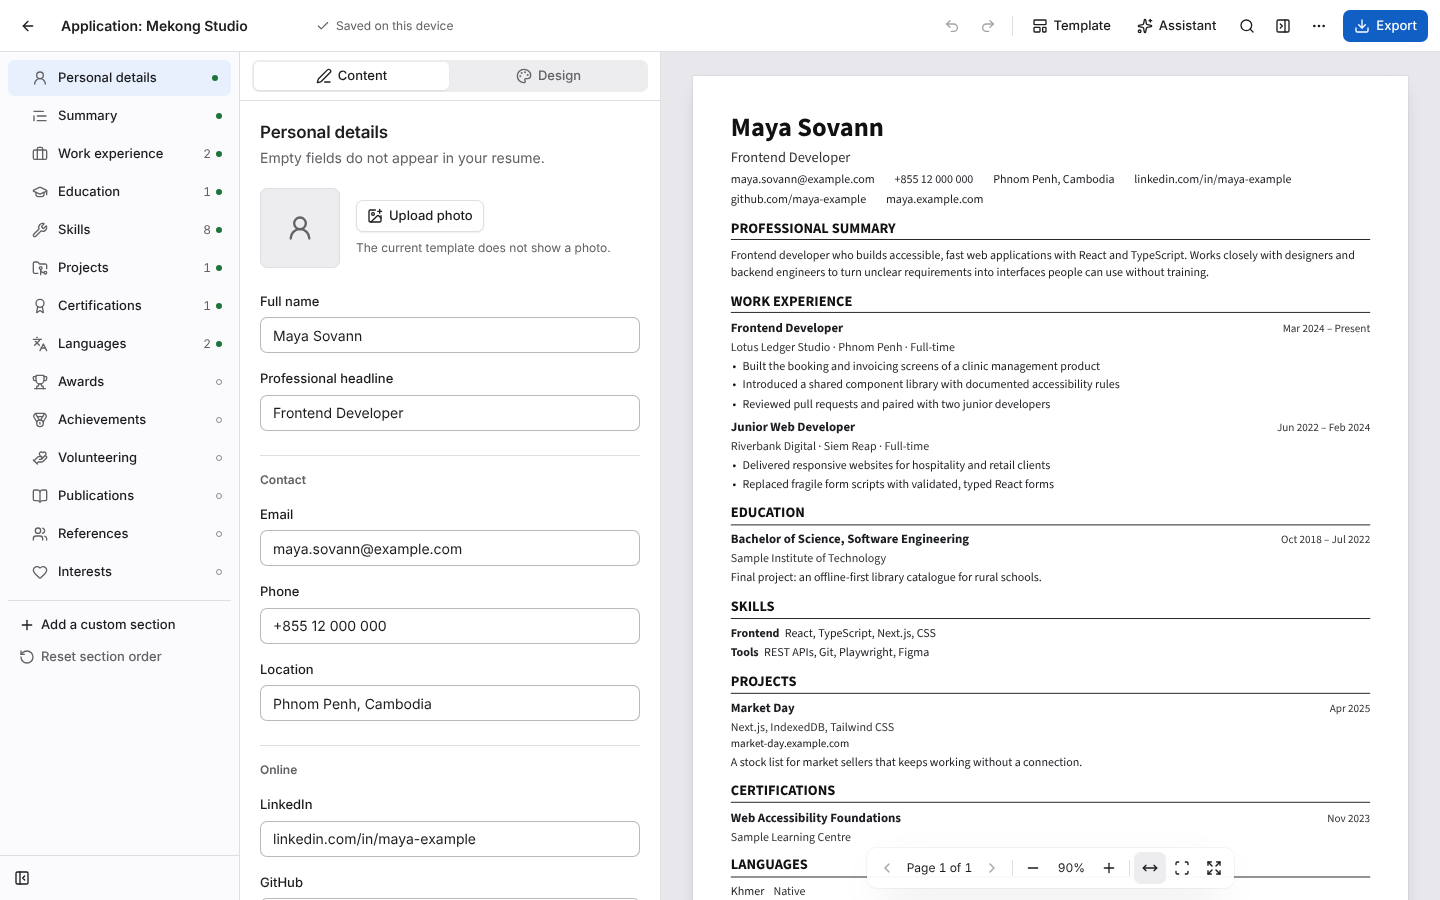 Application: Mekong Studio
Saved on this device
Template
Assistant
Export
Personal details
Summary
Work experience 2
Education 1
Skills 8
Projects 1
Certifications 1
Languages 2
Awards
Achievements
Volunteering
Publications
References
Interests
Add a custom section
Reset section order
Content
Design
Personal details
Empty fields do not appear in your resume.
Upload photo
The current template does not show a photo.
Full name
Maya Sovann
Professional headline
Frontend Developer
Contact
Email
maya.sovann@example.com
Phone
+855 12 000 000
Location
Phnom Penh, Cambodia
Online
LinkedIn
linkedin.com/in/maya-example
GitHub
Maya Sovann
Frontend Developer
maya.sovann@example.com +855 12 000 000 Phnom Penh, Cambodia linkedin.com/in/maya-example
github.com/maya-example maya.example.com
PROFESSIONAL SUMMARY
Frontend developer who builds accessible, fast web applications with React and TypeScript. Works closely with designers and
backend engineers to turn unclear requirements into interfaces people can use without training.
WORK EXPERIENCE
Frontend Developer Mar 2024 – Present
Lotus Ledger Studio · Phnom Penh · Full-time
• Built the booking and invoicing screens of a clinic management product
• Introduced a shared component library with documented accessibility rules
• Reviewed pull requests and paired with two junior developers
Junior Web Developer Jun 2022 – Feb 2024
Riverbank Digital · Siem Reap · Full-time
• Delivered responsive websites for hospitality and retail clients
• Replaced fragile form scripts with validated, typed React forms
EDUCATION
Bachelor of Science, Software Engineering Oct 2018 – Jul 2022
Sample Institute of Technology
Final project: an offline-first library catalogue for rural schools.
SKILLS
Frontend React, TypeScript, Next.js, CSS
Tools REST APIs, Git, Playwright, Figma
PROJECTS
Market Day Apr 2025
Next.js, IndexedDB, Tailwind CSS
market-day.example.com
A stock list for market sellers that keeps working without a connection.
CERTIFICATIONS
Web Accessibility Foundations Nov 2023
Sample Learning Centre
LANGUAGES
Khmer Native
Page 1 of 1
90%